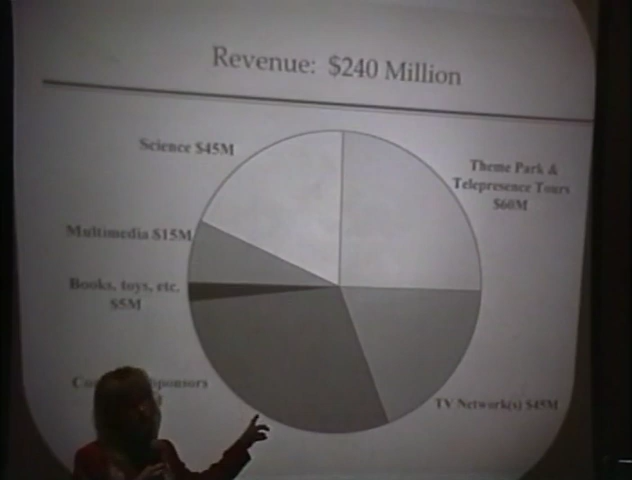 Revenue: $240 Million
Science $45M
Theme Park &
Telepresence Tours
$60M
Multimedia $15M
Books, toys, etc.
$5M
TV Network(s) $45M